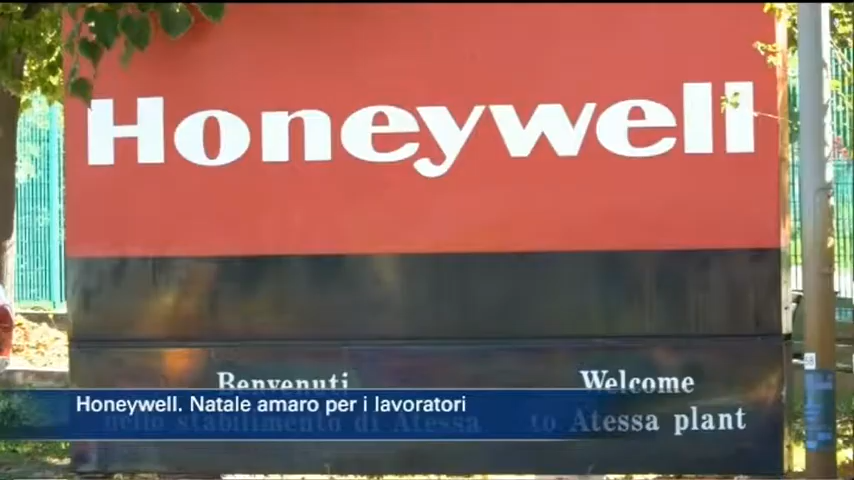 Honeywell
Benvenuti
nello stabilimento di Atessa
Welcome
to Atessa plant
Honeywell. Natale amaro per i lavoratori